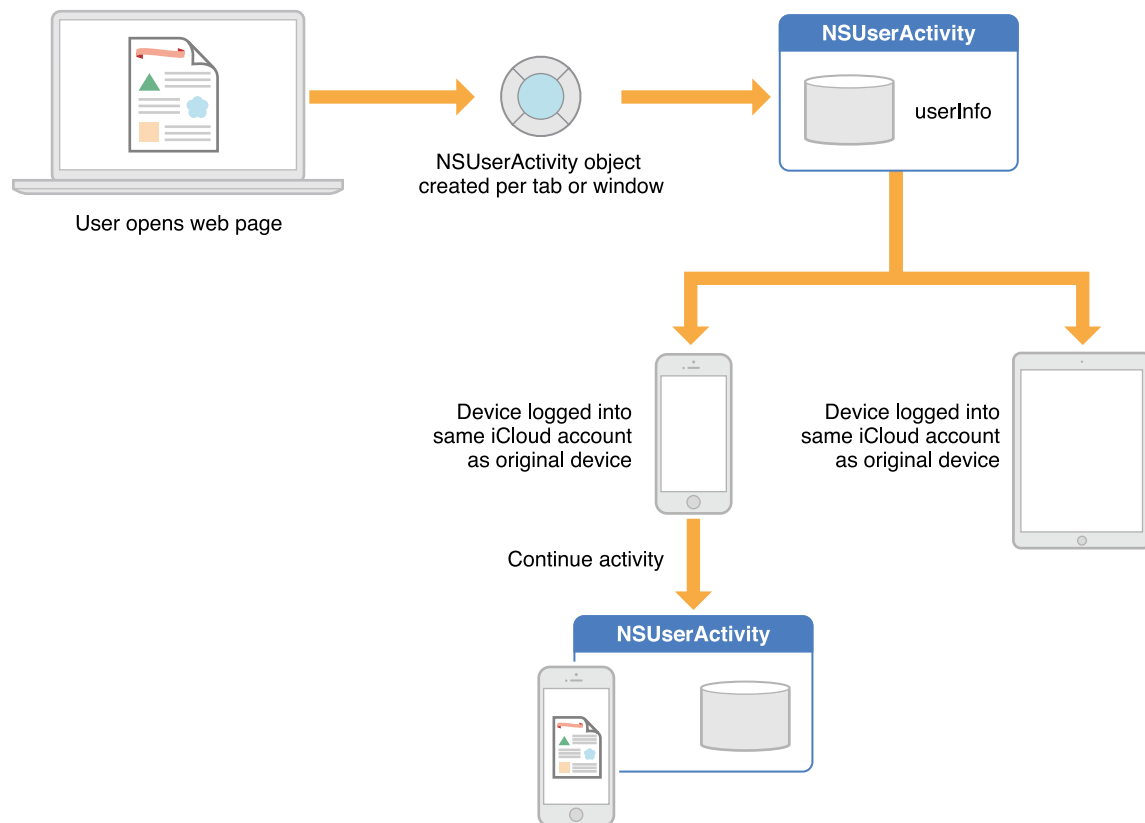 NSUserActivity
userInfo
NSUserActivity object
created per tab or window
User opens web page
Device logged into
same iCloud account
as original device
Device logged into
same iCloud account
as original device
Continue activity
NSUserActivity